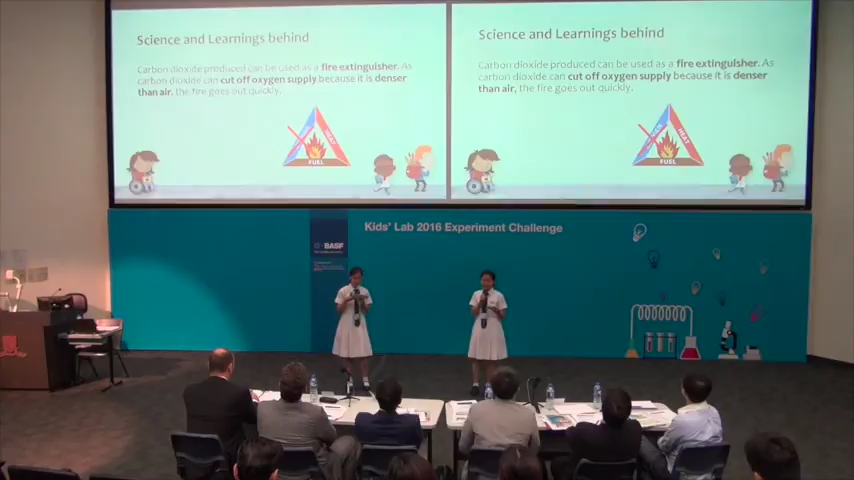 Science and Learnings behind
Carbon dioxide produced can be used as a fire extinguisher. As
carbon dioxide can cut off oxygen supply because it is denser
than air, the fire goes out quickly.
HEAT
FUEL
Science and Learnings behind
Carbon dioxide produced can be used as a fire extinguisher. As
carbon dioxide can cut off oxygen supply because it is denser
than air, the fire goes out quickly.
HEAT
FUEL
BASF
Kids' Lab 2016 Experiment Challenge